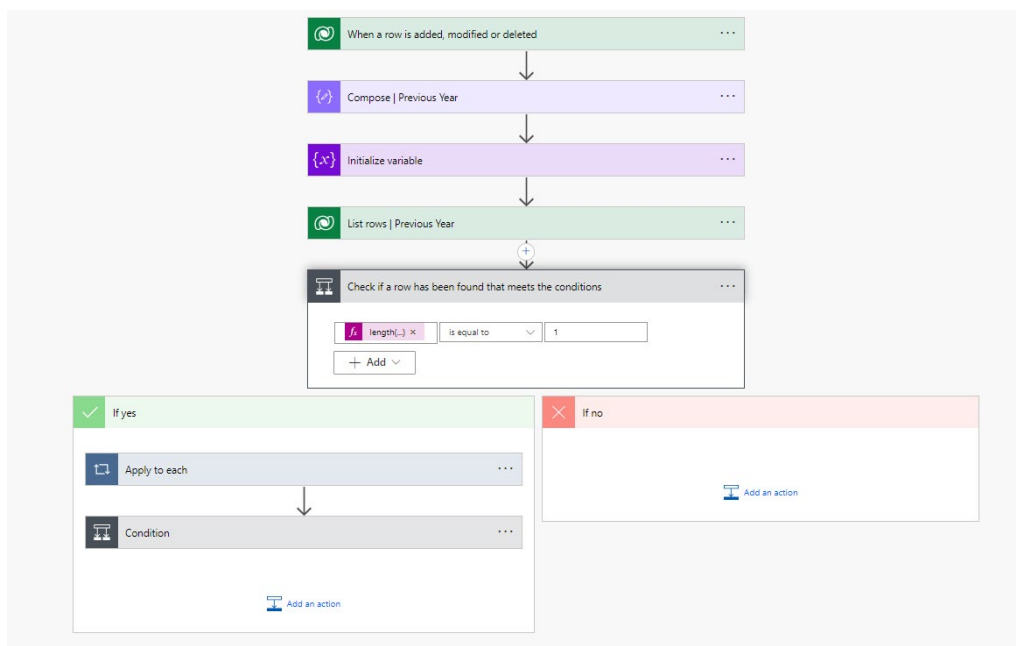 When a row is added, modified or deleted
Compose | Previous Year
{x} Initialize variable
List rows | Previous Year
Check if a row has been found that meets the conditions
fx length(...) × is equal to 1
+ Add
If yes
If no
Apply to each
Add an action
Condition
Add an action